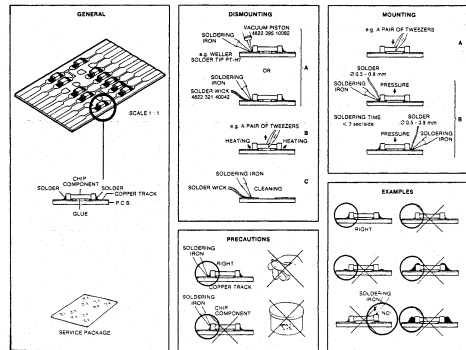 GENERAL
SCALE 1 : 1
CHIP
COMPONENT
SOLDER
SOLDER
COPPER TRACK
P.C.B.
GLUE
SERVICE PACKAGE
DISMOUNTING
VACUUM PISTON
4822 395 10082
SOLDERING
IRON
e.g. WELLER
SOLDER TIP PT-H7
OR
SOLDERING
IRON
SOLDER WICK
4822 321 40042
A
e.g. A PAIR OF TWEEZERS
B
HEATING
HEATING
C
SOLDERING IRON
SOLDER WICK
CLEANING
PRECAUTIONS
SOLDERING
IRON
RIGHT
COPPER TRACK
SOLDERING
IRON
CHIP
COMPONENT
MOUNTING
e.g. A PAIR OF TWEEZERS
A
SOLDER
Ø 0.5 - 0.8 mm
SOLDERING
IRON
PRESSURE
SOLDERING TIME
< 3 sec/side
SOLDER
Ø 0.5 - 0.8 mm
PRESSURE
SOLDERING
IRON
B
EXAMPLES
RIGHT
SOLDERING
IRON
NO!